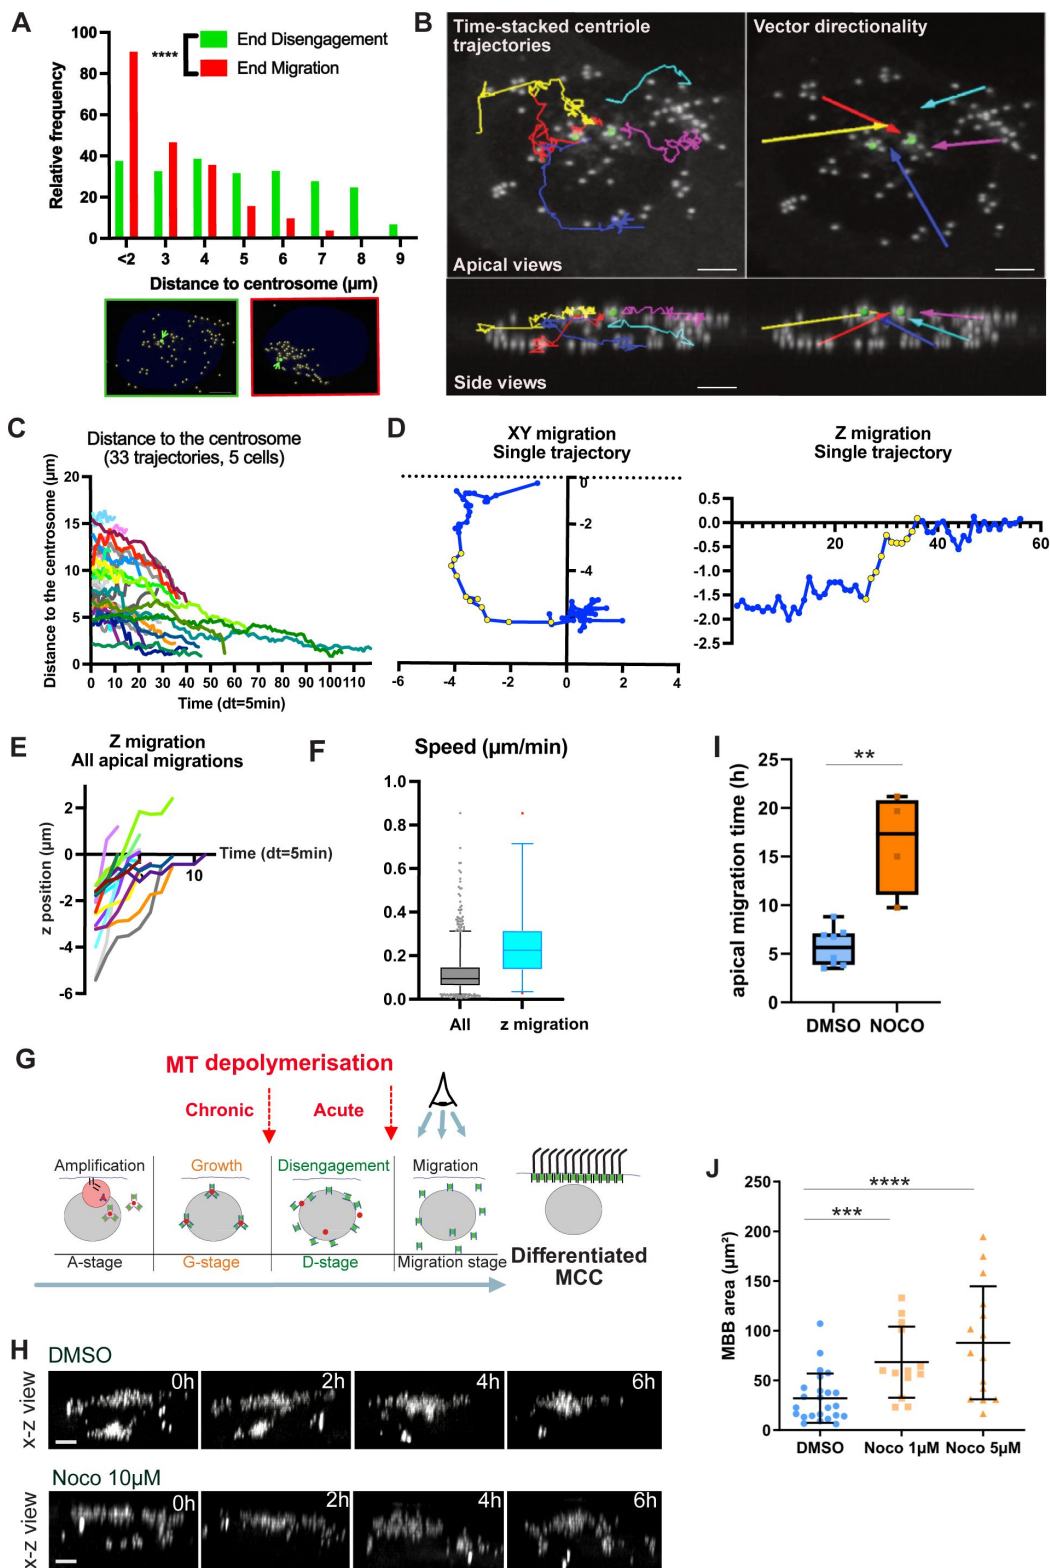 A
100
80
60
40
20
0
Relative frequency
****
End Disengagement
End Migration
<2 3 4 5 6 7 8 9
Distance to centrosome (µm)
B
Time-stacked centriole
trajectories
Vector directionality
Apical views
Side views
C
Distance to the centrosome
(33 trajectories, 5 cells)
Distance to the centrosome (µm)
20
15
10
5
0
0 10 20 30 40 50 60 70 80 90 100110
Time (dt=5min)
D
XY migration
Single trajectory
0
-2
-4
-6 -4 -2 0 2 4
Z migration
Single trajectory
0.5
0.0
-0.5
-1.0
-1.5
-2.0
-2.5
20 40 60
E
Z migration
All apical migrations
z position (µm)
2
0
-2
-4
-6
10
Time (dt=5min)
F
Speed (µm/min)
1.0
0.8
0.6
0.4
0.2
0.0
All z migration
I
apical migration time (h)
25
20
15
10
5
0
**
DMSO NOCO
G
MT depolymerisation
Chronic Acute
Amplification Growth Disengagement Migration
A-stage G-stage D-stage Migration stage
Differentiated
MCC
H
DMSO
x-z view
0h 2h 4h 6h
Noco 10µM
x-z view
0h 2h 4h 6h
J
MBB area (µm²)
250
200
150
100
50
0
****
***
DMSO Noco 1µM Noco 5µM